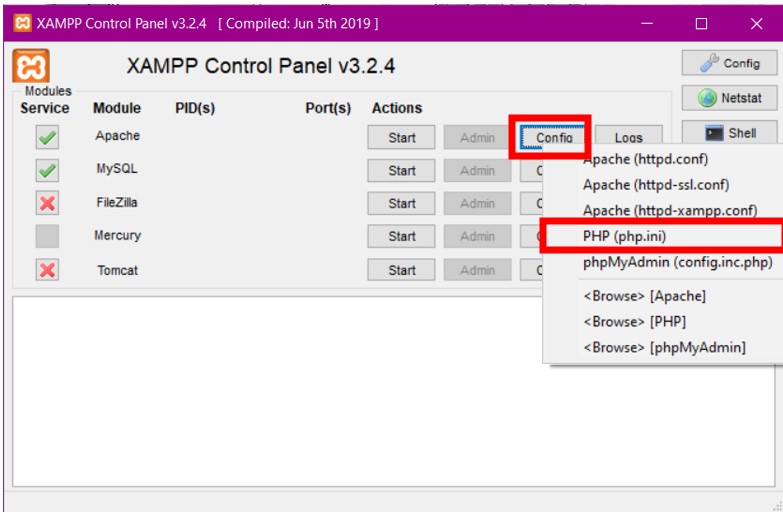 XAMPP Control Panel v3.2.4 [ Compiled: Jun 5th 2019 ]
XAMPP Control Panel v3.2.4
Config
Modules
Service Module PID(s) Port(s) Actions
Netstat
Apache Start Admin Config Logs
Shell
MySQL Start Admin
FileZilla Start Admin
Mercury Start Admin
Tomcat Start Admin
Apache (httpd.conf)
Apache (httpd-ssl.conf)
Apache (httpd-xampp.conf)
PHP (php.ini)
phpMyAdmin (config.inc.php)
<Browse> [Apache]
<Browse> [PHP]
<Browse> [phpMyAdmin]